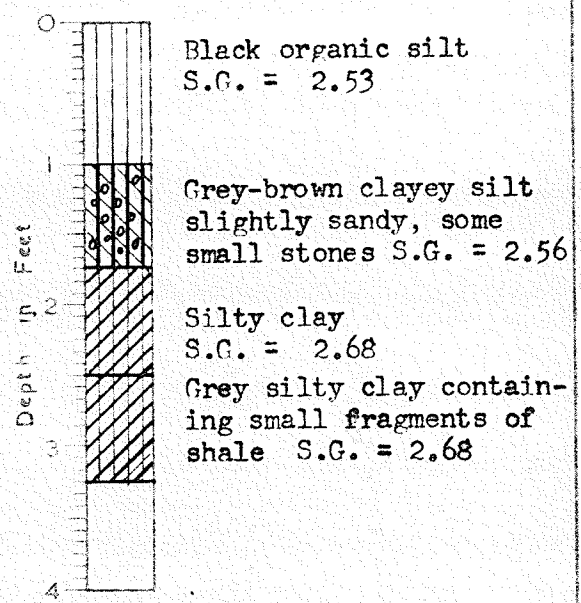 0
Black organic silt
S.G. = 2.53
1
Grey-brown clayey silt
slightly sandy, some
small stones S.G. = 2.56
Depth in Feet
2
Silty clay
S.G. = 2.68
Grey silty clay contain-
ing small fragments of
shale S.G. = 2.68
3
4